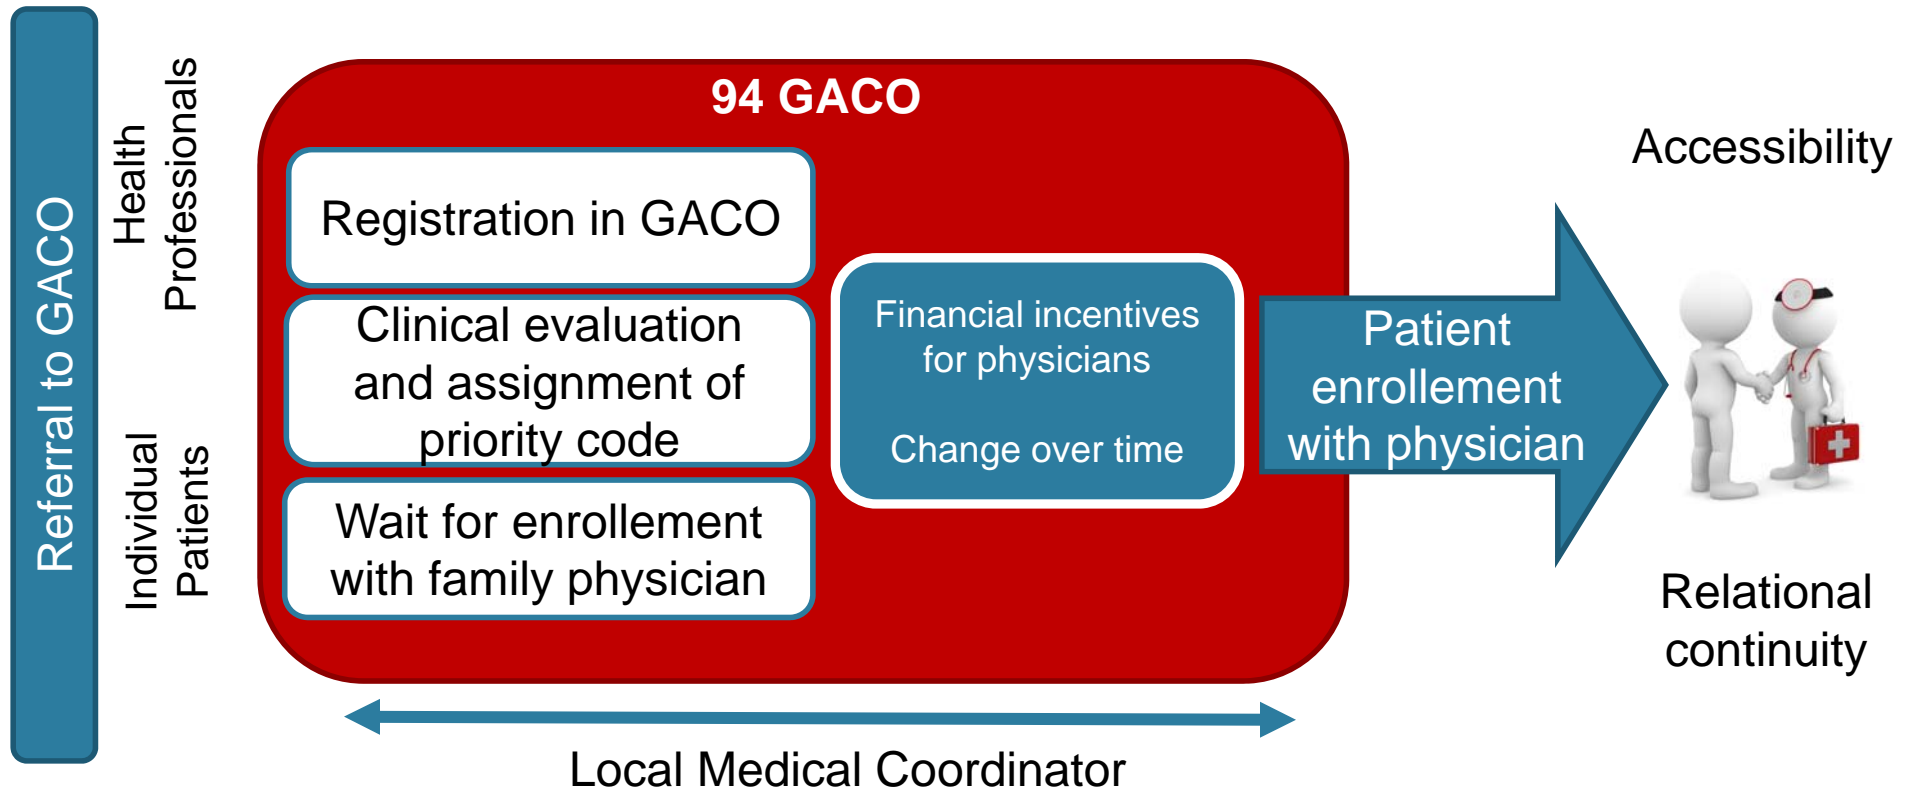 Referral to GACO
Health
Professionals
Individual
Patients
94 GACO
Registration in GACO
Clinical evaluation
and assignment of
priority code
Wait for enrollement
with family physician
Financial incentives
for physicians
Change over time
Patient
enrollement
with physician
Accessibility
Relational
continuity
Local Medical Coordinator